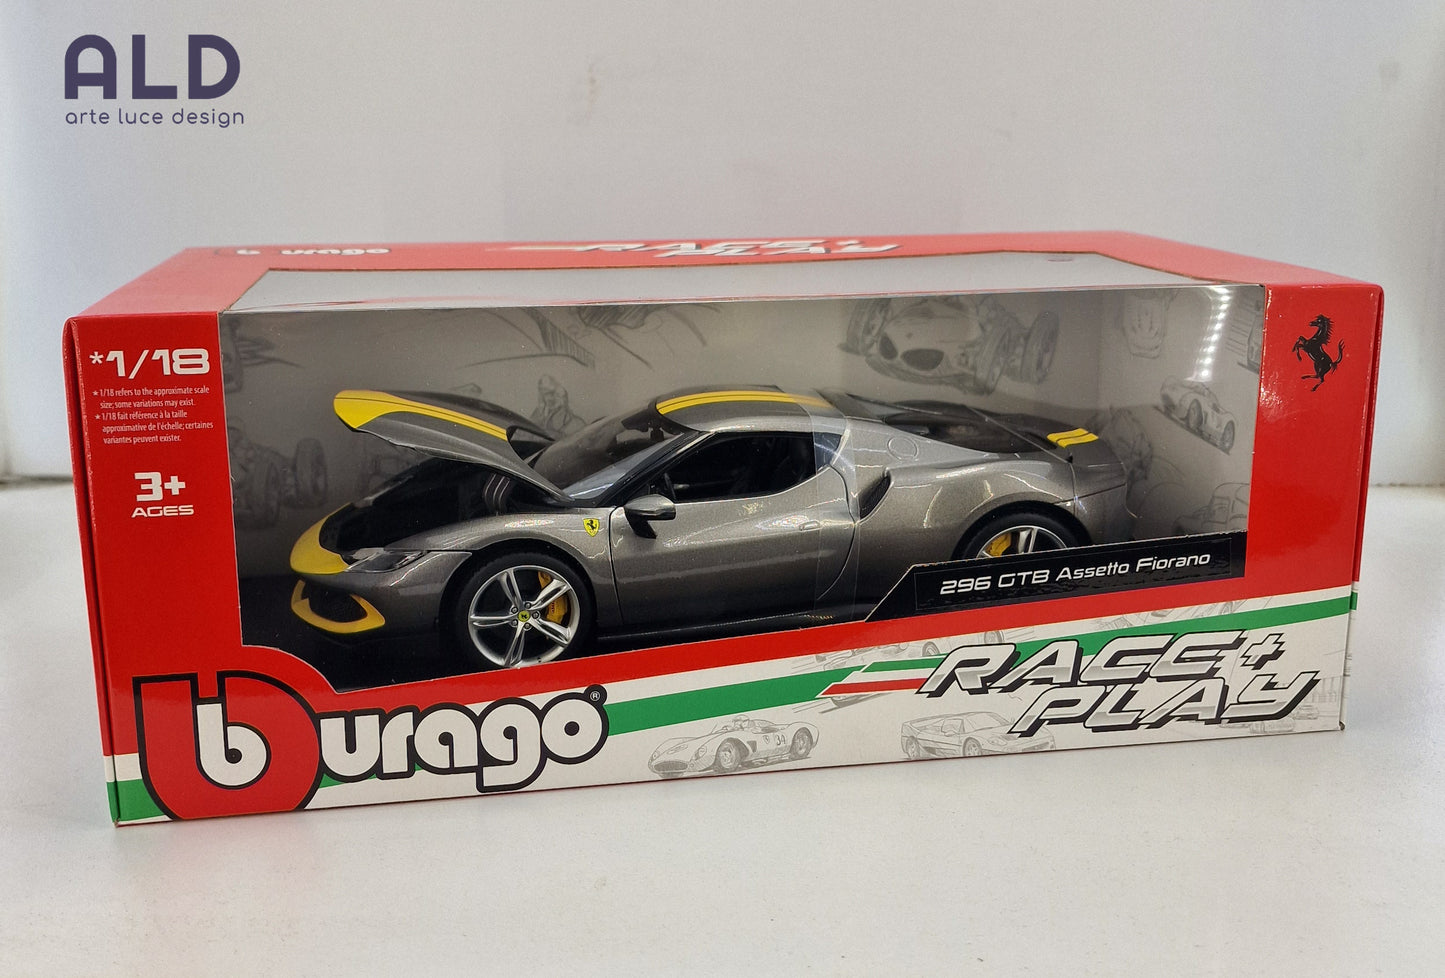 ALD
arte luce design
burago
RACE+
PLAY
*1/18
* 1/18 refers to the approximate scale
size; some variations may exist.
* 1/18 fait référence à la taille
approximative de l'échelle; certaines
variantes peuvent exister.
3+
AGES
296 GTB Assetto Fiorano
burago®
RACE+
PLAY
34